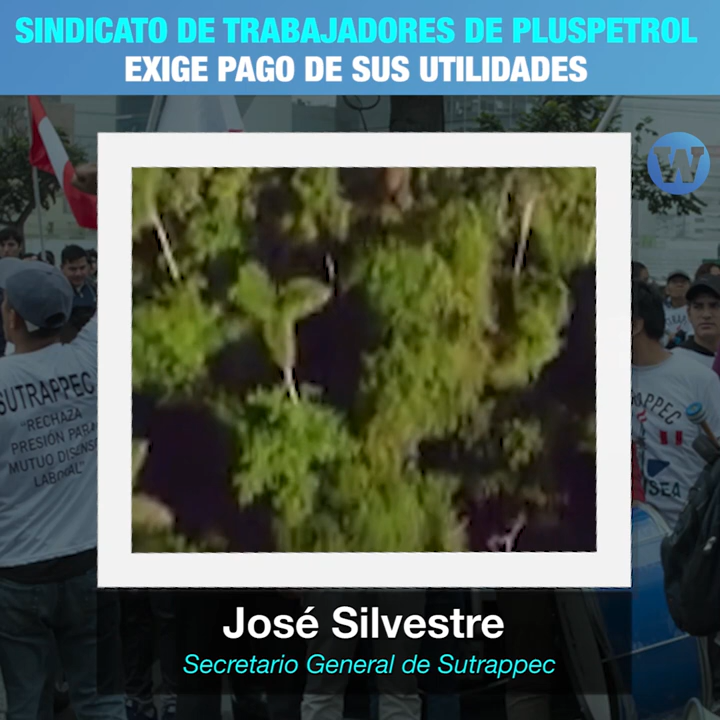 SINDICATO DE TRABAJADORES DE PLUSPETROL
EXIGE PAGO DE SUS UTILIDADES
W
SUTRAPPEC
"RECHAZA
PRESIÓN PARA
MUTUO DISENSO
LABORAL"
José Silvestre
Secretario General de Sutrappec